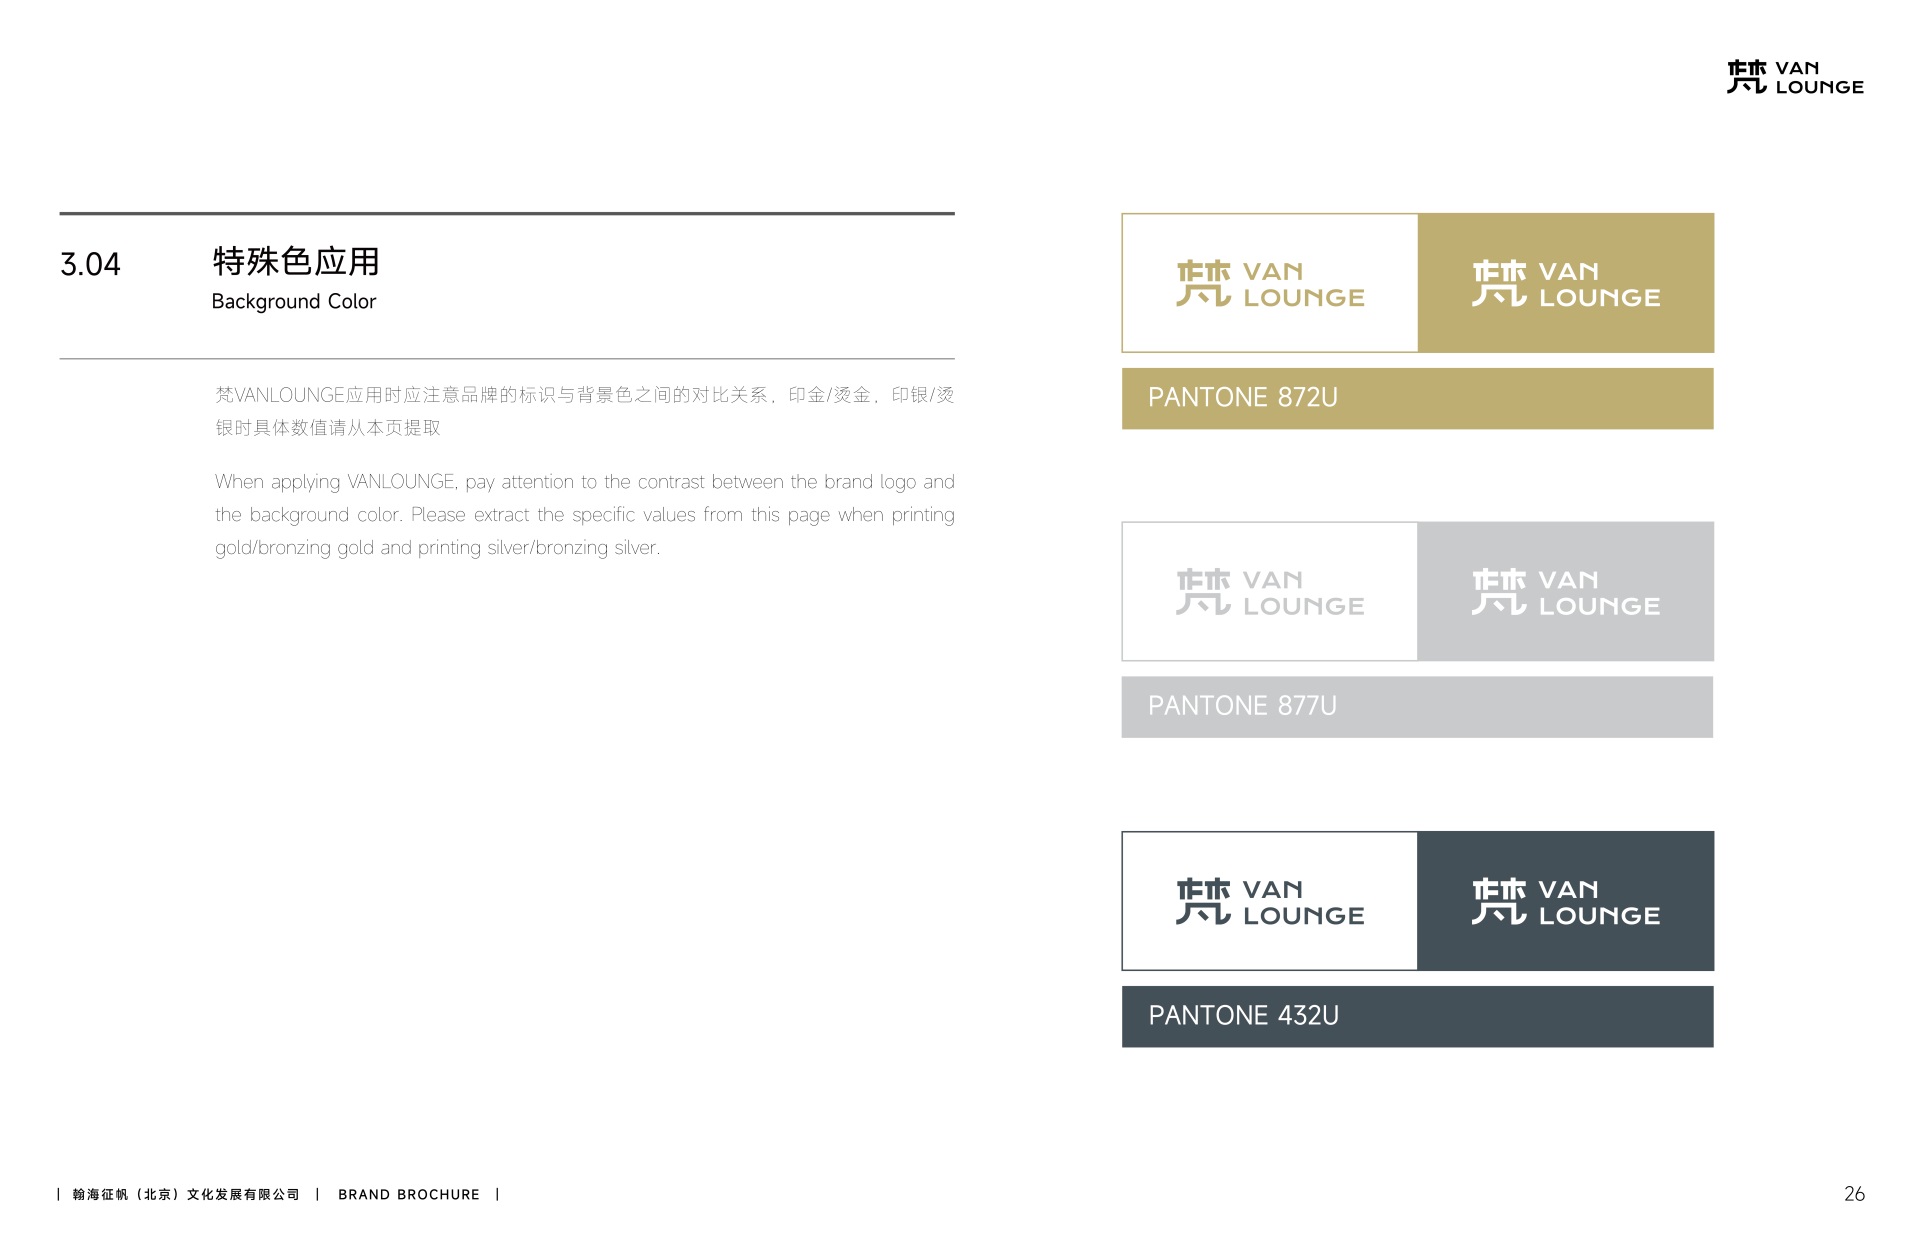 梵 VAN
LOUNGE
3.04
特殊色应用
Background Color
梵VANLOUNGE应用时应注意品牌的标识与背景色之间的对比关系，印金/烫金，印银/烫
银时具体数值请从本页提取
When applying VANLOUNGE, pay attention to the contrast between the brand logo and
the background color. Please extract the specific values from this page when printing
gold/bronzing gold and printing silver/bronzing silver.
梵 VAN
LOUNGE
梵 VAN
LOUNGE
PANTONE 872U
梵 VAN
LOUNGE
梵 VAN
LOUNGE
PANTONE 877U
梵 VAN
LOUNGE
梵 VAN
LOUNGE
PANTONE 432U
| 翰海征帆（北京）文化发展有限公司 | BRAND BROCHURE |
26